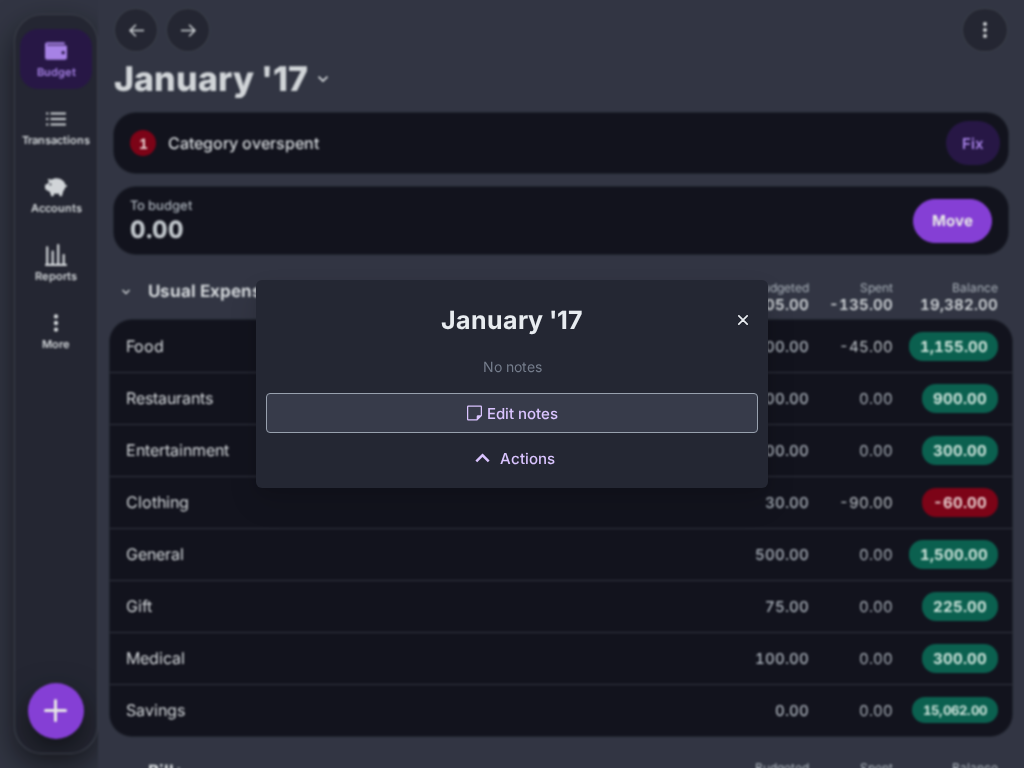 Budget
Transactions
Accounts
Reports
More
January '17
1 Category overspent Fix
To budget
0.00
Move
Usual Expens
dgeted Spent Balance
05.00 -135.00 19,382.00
Food 00.00 -45.00 1,155.00
Restaurants 00.00 0.00 900.00
Entertainment 00.00 0.00 300.00
Clothing 30.00 -90.00 -60.00
General 500.00 0.00 1,500.00
Gift 75.00 0.00 225.00
Medical 100.00 0.00 300.00
Savings 0.00 0.00 15,062.00
Budgeted Spent Balance
January '17
No notes
Edit notes
Actions